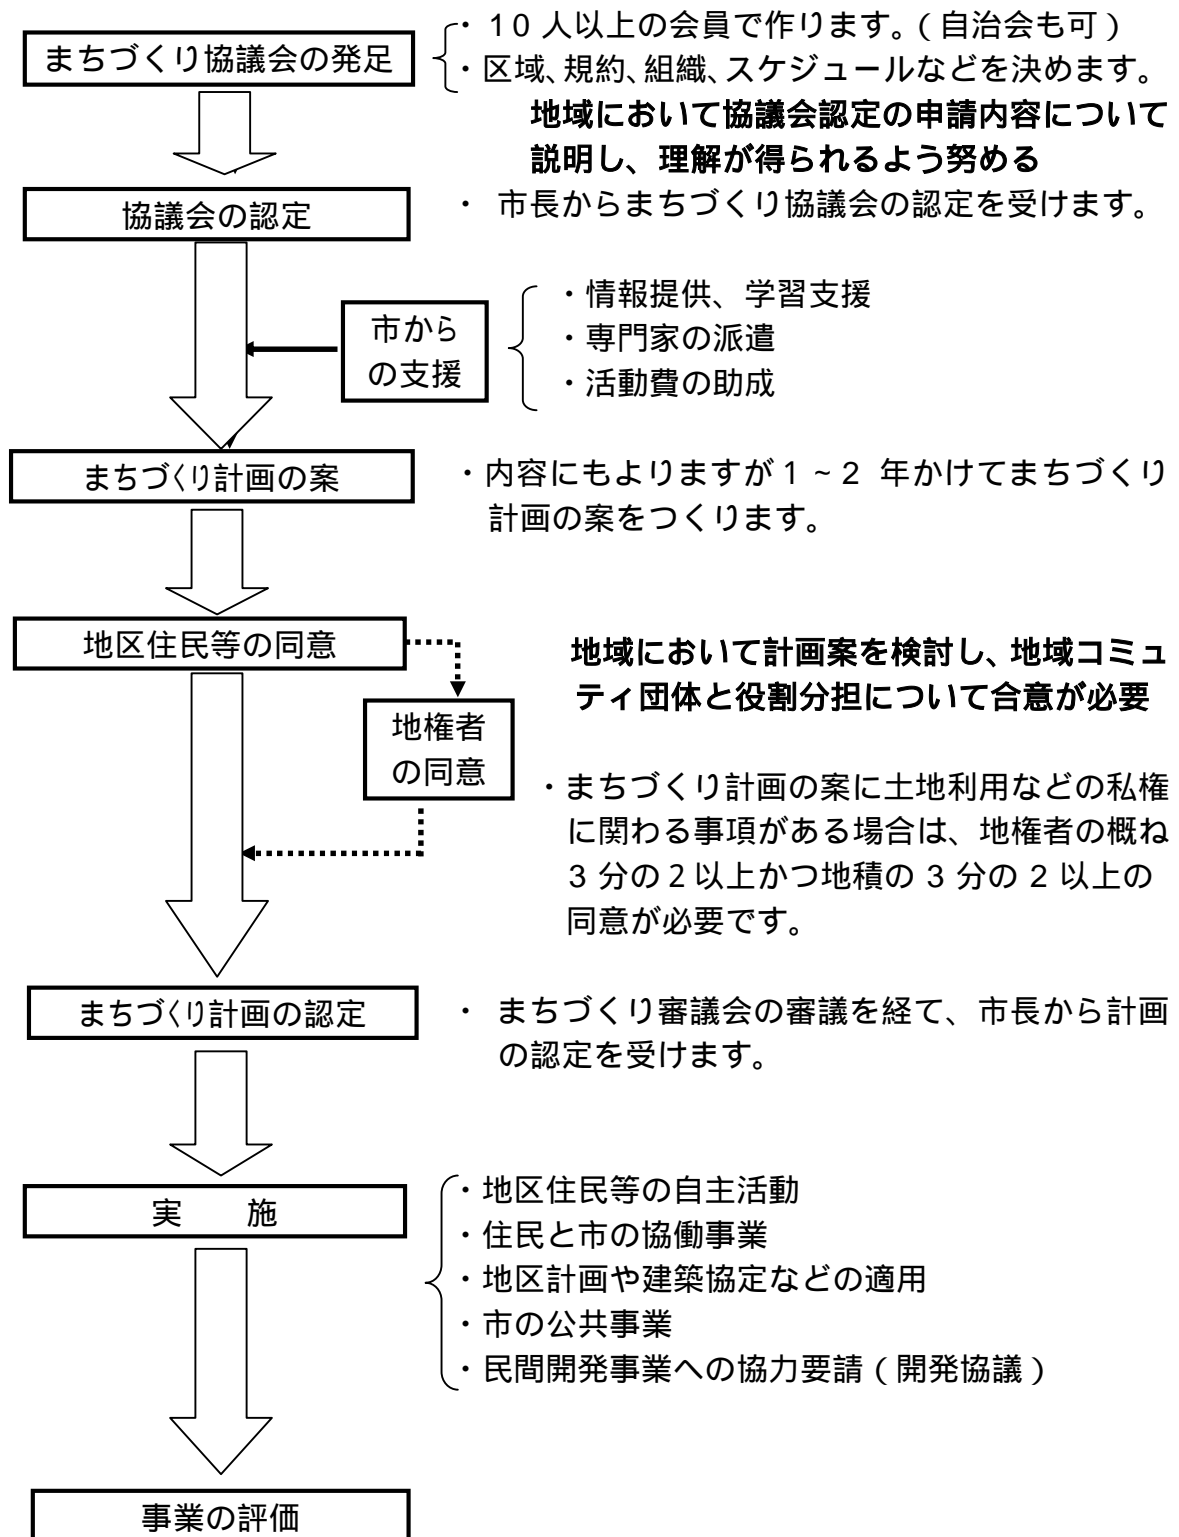 まちづくり協議会の発足
・ 10 人以上の会員で作ります。(自治会も可)
・区域、規約、組織、スケジュールなどを決めます。
地域において協議会認定の申請内容について
説明し、理解が得られるよう努める
協議会の認定
・ 市長からまちづくり協議会の認定を受けます。
市から
の支援
・情報提供、学習支援
・専門家の派遣
・活動費の助成
まちづくり計画の案
・内容にもよりますが 1 ~ 2 年かけてまちづくり
計画の案をつくります。
地区住民等の同意
地権者
の同意
地域において計画案を検討し、地域コミュ
ティ団体と役割分担について合意が必要
・まちづくり計画の案に土地利用などの私権
に関わる事項がある場合は、地権者の概ね
3 分の 2 以上かつ地積の 3 分の 2 以上の
同意が必要です。
まちづくり計画の認定
・ まちづくり審議会の審議を経て、市長から計画
の認定を受けます。
実 施
・地区住民等の自主活動
・住民と市の協働事業
・地区計画や建築協定などの適用
・市の公共事業
・民間開発事業への協力要請(開発協議)
事業の評価